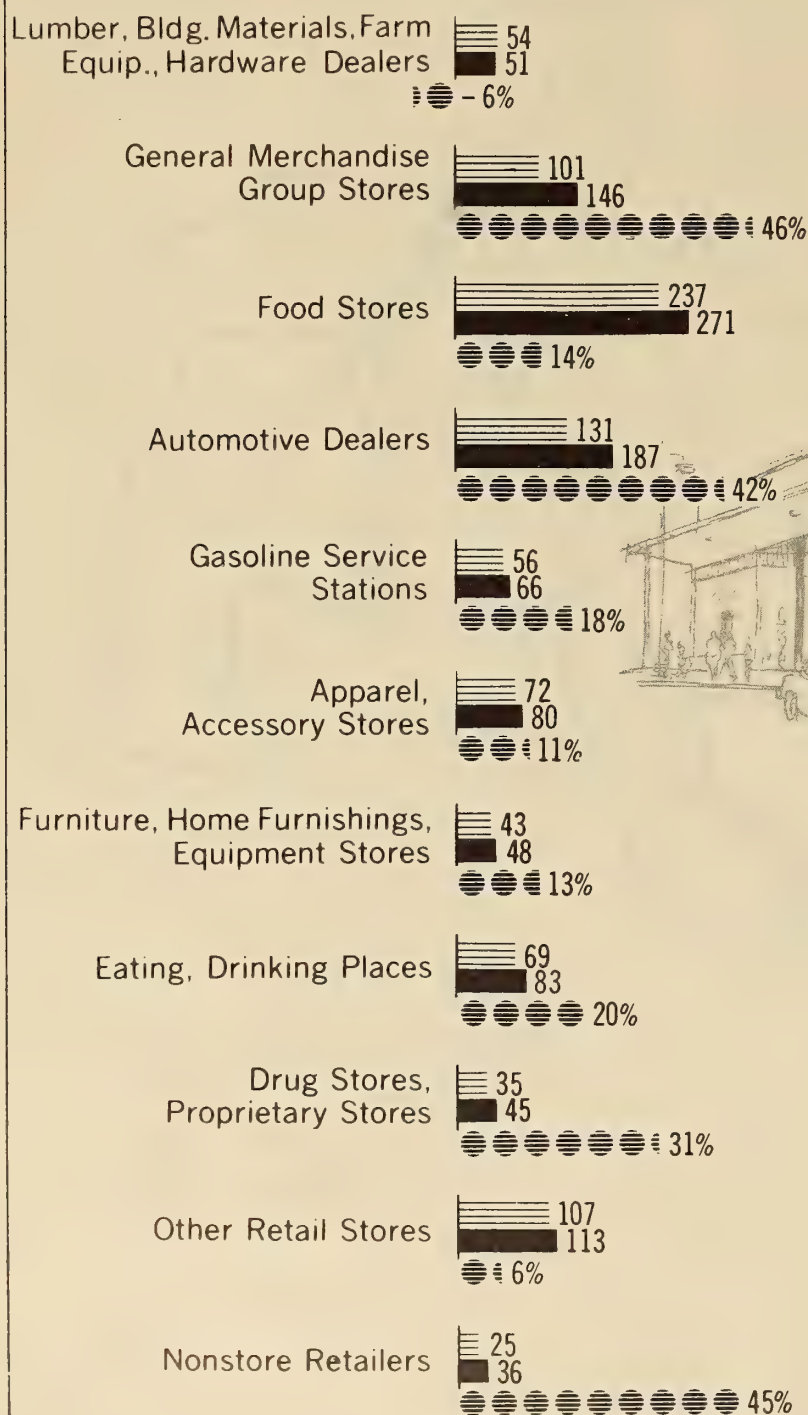 Lumber, Bldg. Materials, Farm
Equip., Hardware Dealers
54
51
- 6%
General Merchandise
Group Stores
101
146
46%
Food Stores
237
271
14%
Automotive Dealers
131
187
42%
Gasoline Service
Stations
56
66
18%
Apparel,
Accessory Stores
72
80
11%
Furniture, Home Furnishings,
Equipment Stores
43
48
13%
Eating, Drinking Places
69
83
20%
Drug Stores,
Proprietary Stores
35
45
31%
Other Retail Stores
107
113
6%
Nonstore Retailers
25
36
45%